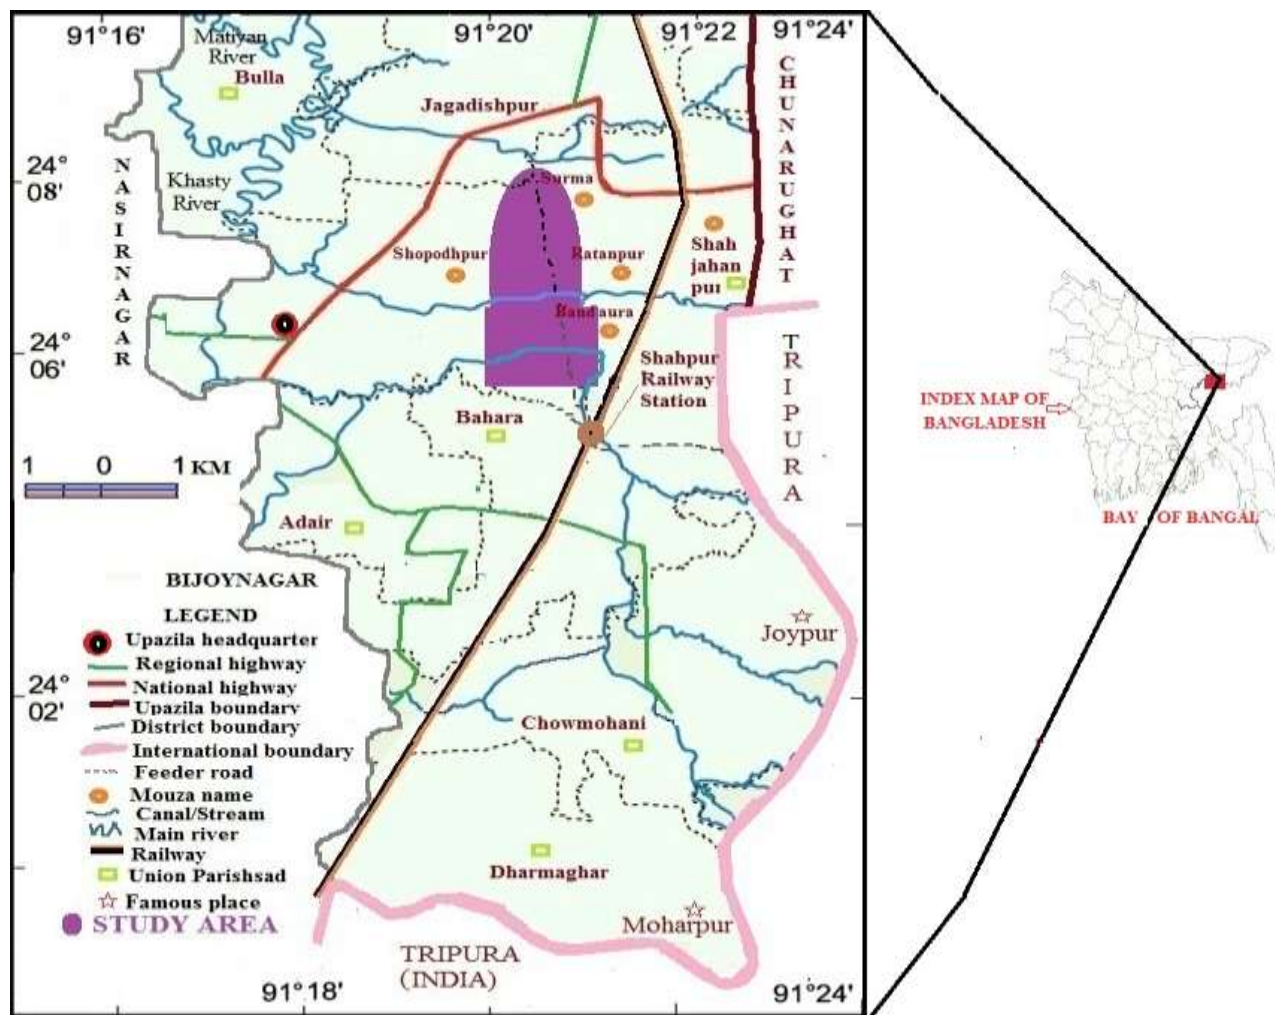 91°16'
91°20'
91°22
91°24'
Matiyan
River
Bulla
Jagadishpur
CHUNARUGHAT
NASIRNAGAR
24°
08'
Khasty
River
Surma
Shopodhpur
Ratanpur
Shah
jahan
pur
Bandaura
24°
06'
Shahpur
Railway
Station
TRIPURA
Bahara
1 0 1 KM
Adair
BIJOYNAGAR
LEGEND
Upazila headquarter
Regional highway
National highway
Upazila boundary
District boundary
International boundary
Feeder road
Mouza name
Canal/Stream
Main river
Railway
Union Parishsad
Famous place
STUDY AREA
24°
02'
Joypur
Chowmohani
Dharmaghar
Moharpur
TRIPURA
(INDIA)
91°18'
91°24'
INDEX MAP OF
BANGLADESH
BAY OF BANGAL